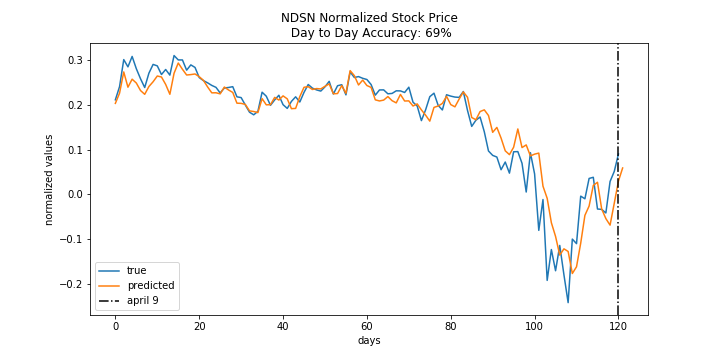 NDSN Normalized Stock Price
Day to Day Accuracy: 69%
normalized values
0.3
0.2
0.1
0.0
−0.1
−0.2
true
predicted
april 9
0 20 40 60 80 100 120
days